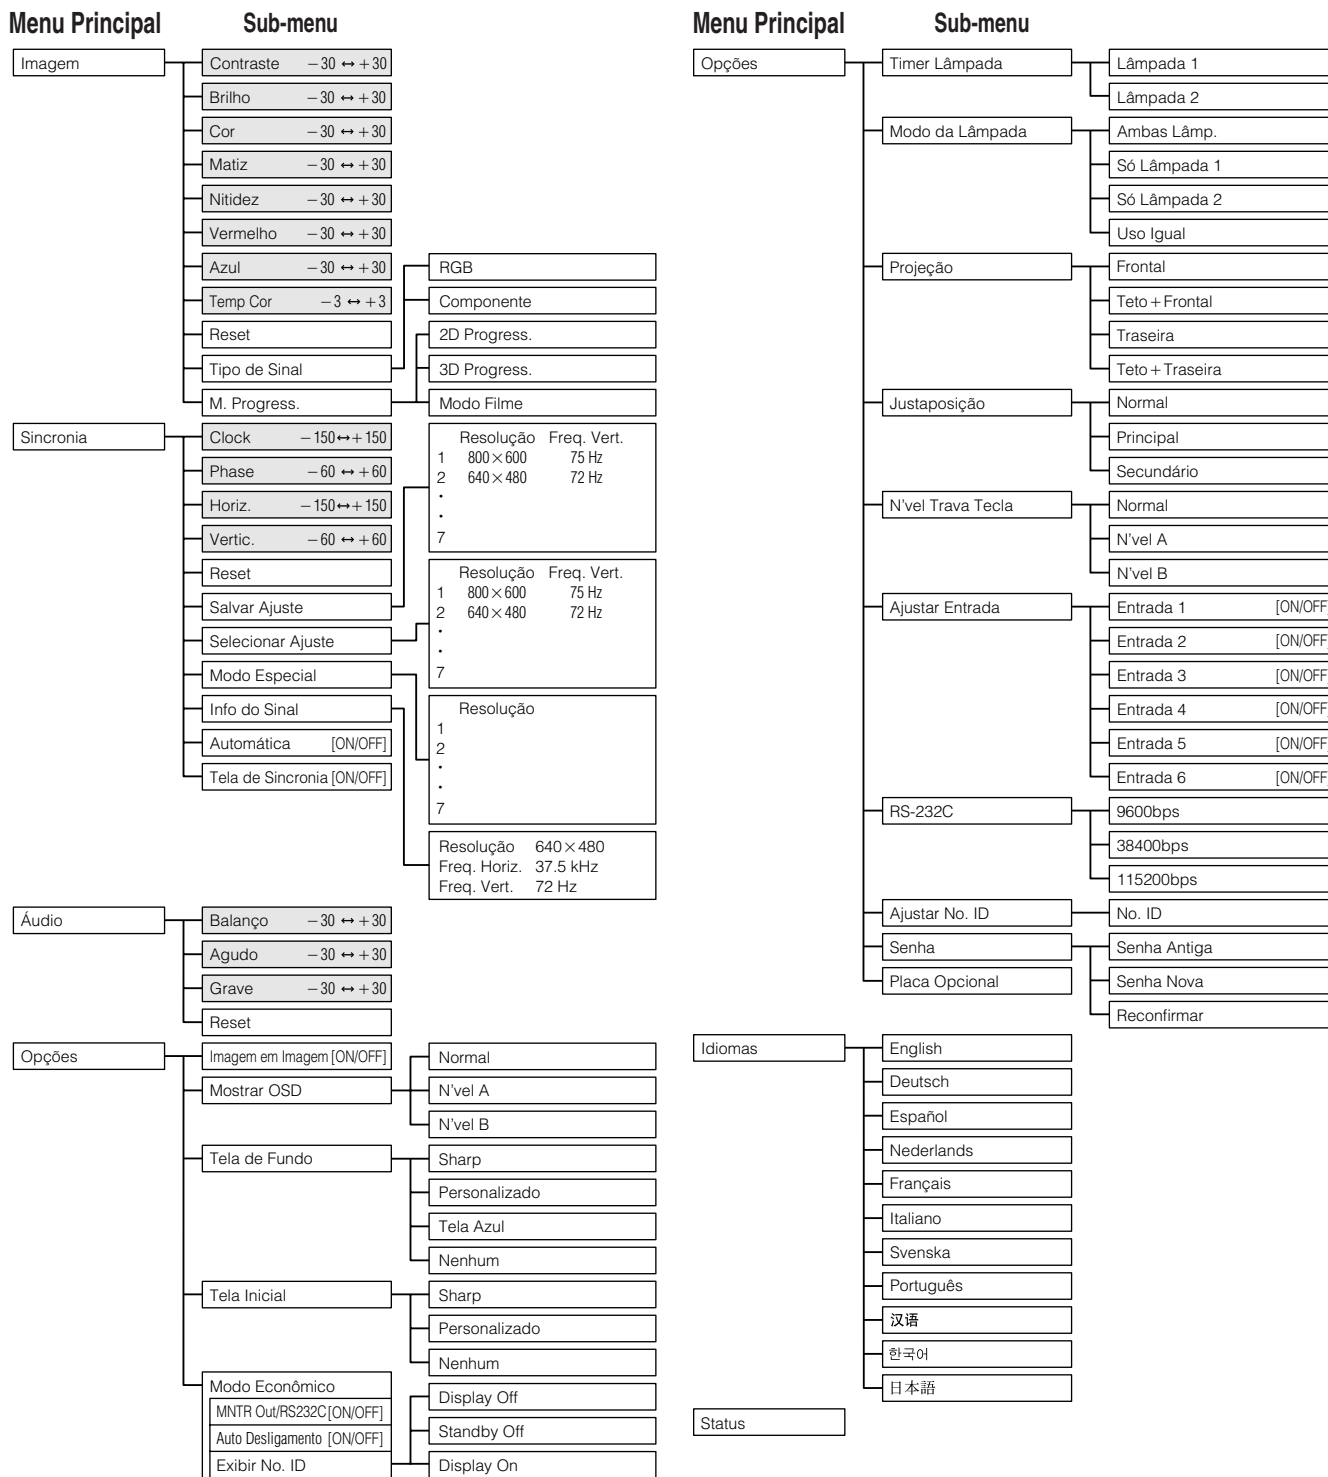 Menu Principal Sub-menu
Imagem
Contraste −30 ↔ +30
Brilho −30 ↔ +30
Cor −30 ↔ +30
Matiz −30 ↔ +30
Nitidez −30 ↔ +30
Vermelho −30 ↔ +30
Azul −30 ↔ +30
Temp Cor −3 ↔ +3
Reset
Tipo de Sinal
RGB
Componente
M. Progress.
2D Progress.
3D Progress.
Modo Filme
Sincronia
Clock −150↔+150
Phase −60 ↔ +60
Horiz. −150↔+150
Vertic. −60 ↔ +60
Reset
Salvar Ajuste
Resolução Freq. Vert.
1 800×600 75 Hz
2 640×480 72 Hz
•
•
7
Selecionar Ajuste
Resolução Freq. Vert.
1 800×600 75 Hz
2 640×480 72 Hz
•
•
7
Modo Especial
Resolução
1
2
•
•
7
Info do Sinal
Resolução 640×480
Freq. Horiz. 37.5 kHz
Freq. Vert. 72 Hz
Automática [ON/OFF]
Tela de Sincronia [ON/OFF]
Áudio
Balanço −30 ↔ +30
Agudo −30 ↔ +30
Grave −30 ↔ +30
Reset
Opções
Imagem em Imagem [ON/OFF]
Mostrar OSD
Normal
N'vel A
N'vel B
Tela de Fundo
Sharp
Personalizado
Tela Azul
Nenhum
Tela Inicial
Sharp
Personalizado
Nenhum
Modo Econômico
MNTR Out/RS232C [ON/OFF]
Auto Desligamento [ON/OFF]
Exibir No. ID
Display Off
Standby Off
Display On
Menu Principal Sub-menu
Opções
Timer Lâmpada
Lâmpada 1
Lâmpada 2
Modo da Lâmpada
Ambas Lâmp.
Só Lâmpada 1
Só Lâmpada 2
Uso Igual
Projeção
Frontal
Teto+Frontal
Traseira
Teto+Traseira
Justaposição
Normal
Principal
Secundário
N'vel Trava Tecla
Normal
N'vel A
N'vel B
Ajustar Entrada
Entrada 1 [ON/OFF]
Entrada 2 [ON/OFF]
Entrada 3 [ON/OFF]
Entrada 4 [ON/OFF]
Entrada 5 [ON/OFF]
Entrada 6 [ON/OFF]
RS-232C
9600bps
38400bps
115200bps
Ajustar No. ID
No. ID
Senha
Senha Antiga
Senha Nova
Reconfirmar
Placa Opcional
Idiomas
English
Deutsch
Español
Nederlands
Français
Italiano
Svenska
Português
汉语
한국어
日本語
Status